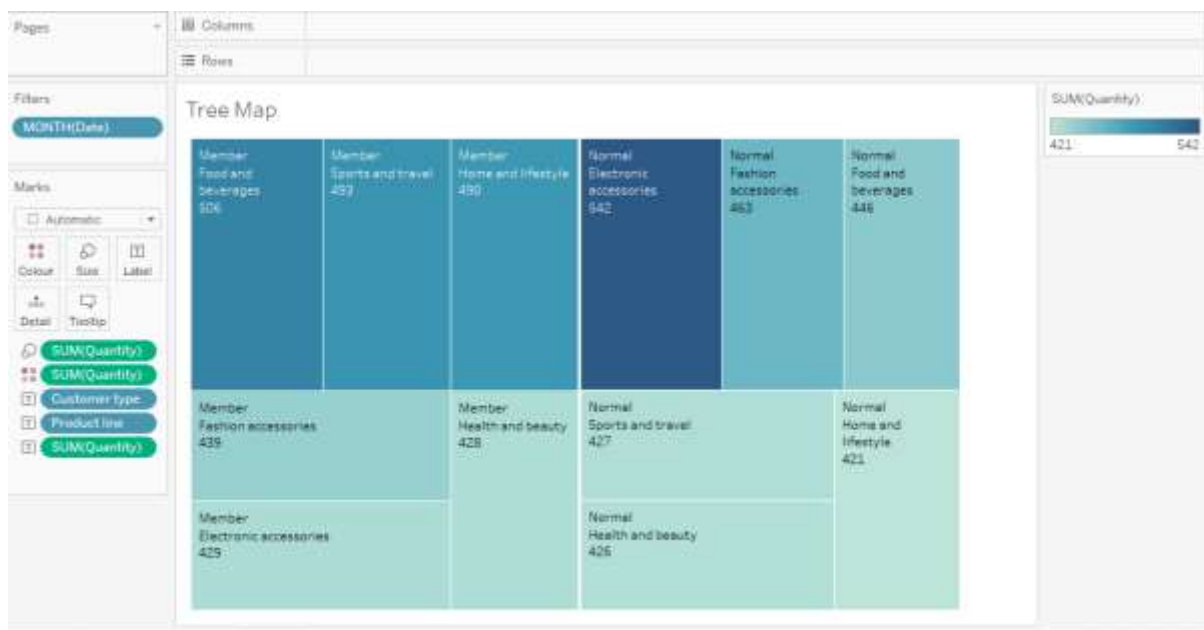 Pages
Columns
Rows
Filters
MONTH(Date)
Marks
Automatic
Colour
Size
Label
Detail
Tooltip
SUM(Quantity)
SUM(Quantity)
Customer type
Product line
SUM(Quantity)
Tree Map
Member
Food and
beverages
506
Member
Sports and travel
493
Member
Home and lifestyle
490
Normal
Electronic
accessories
542
Normal
Fashion
accessories
463
Normal
Food and
beverages
446
Member
Fashion accessories
439
Member
Health and beauty
428
Normal
Sports and travel
427
Normal
Home and
lifestyle
421
Member
Electronic accessories
429
Normal
Health and beauty
426
SUM(Quantity)
421
542